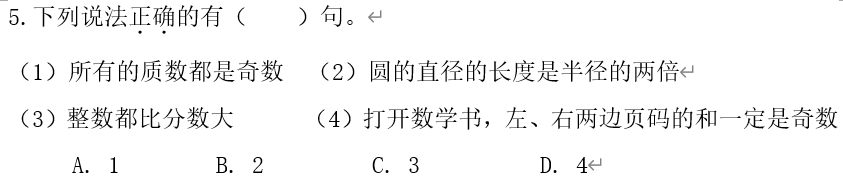 5.下列说法正确的有（　　）句。↵
（1）所有的质数都是奇数　（2）圆的直径的长度是半径的两倍↵
（3）整数都比分数大　（4）打开数学书，左、右两边页码的和一定是奇数
A. 1　B. 2　C. 3　D. 4↵